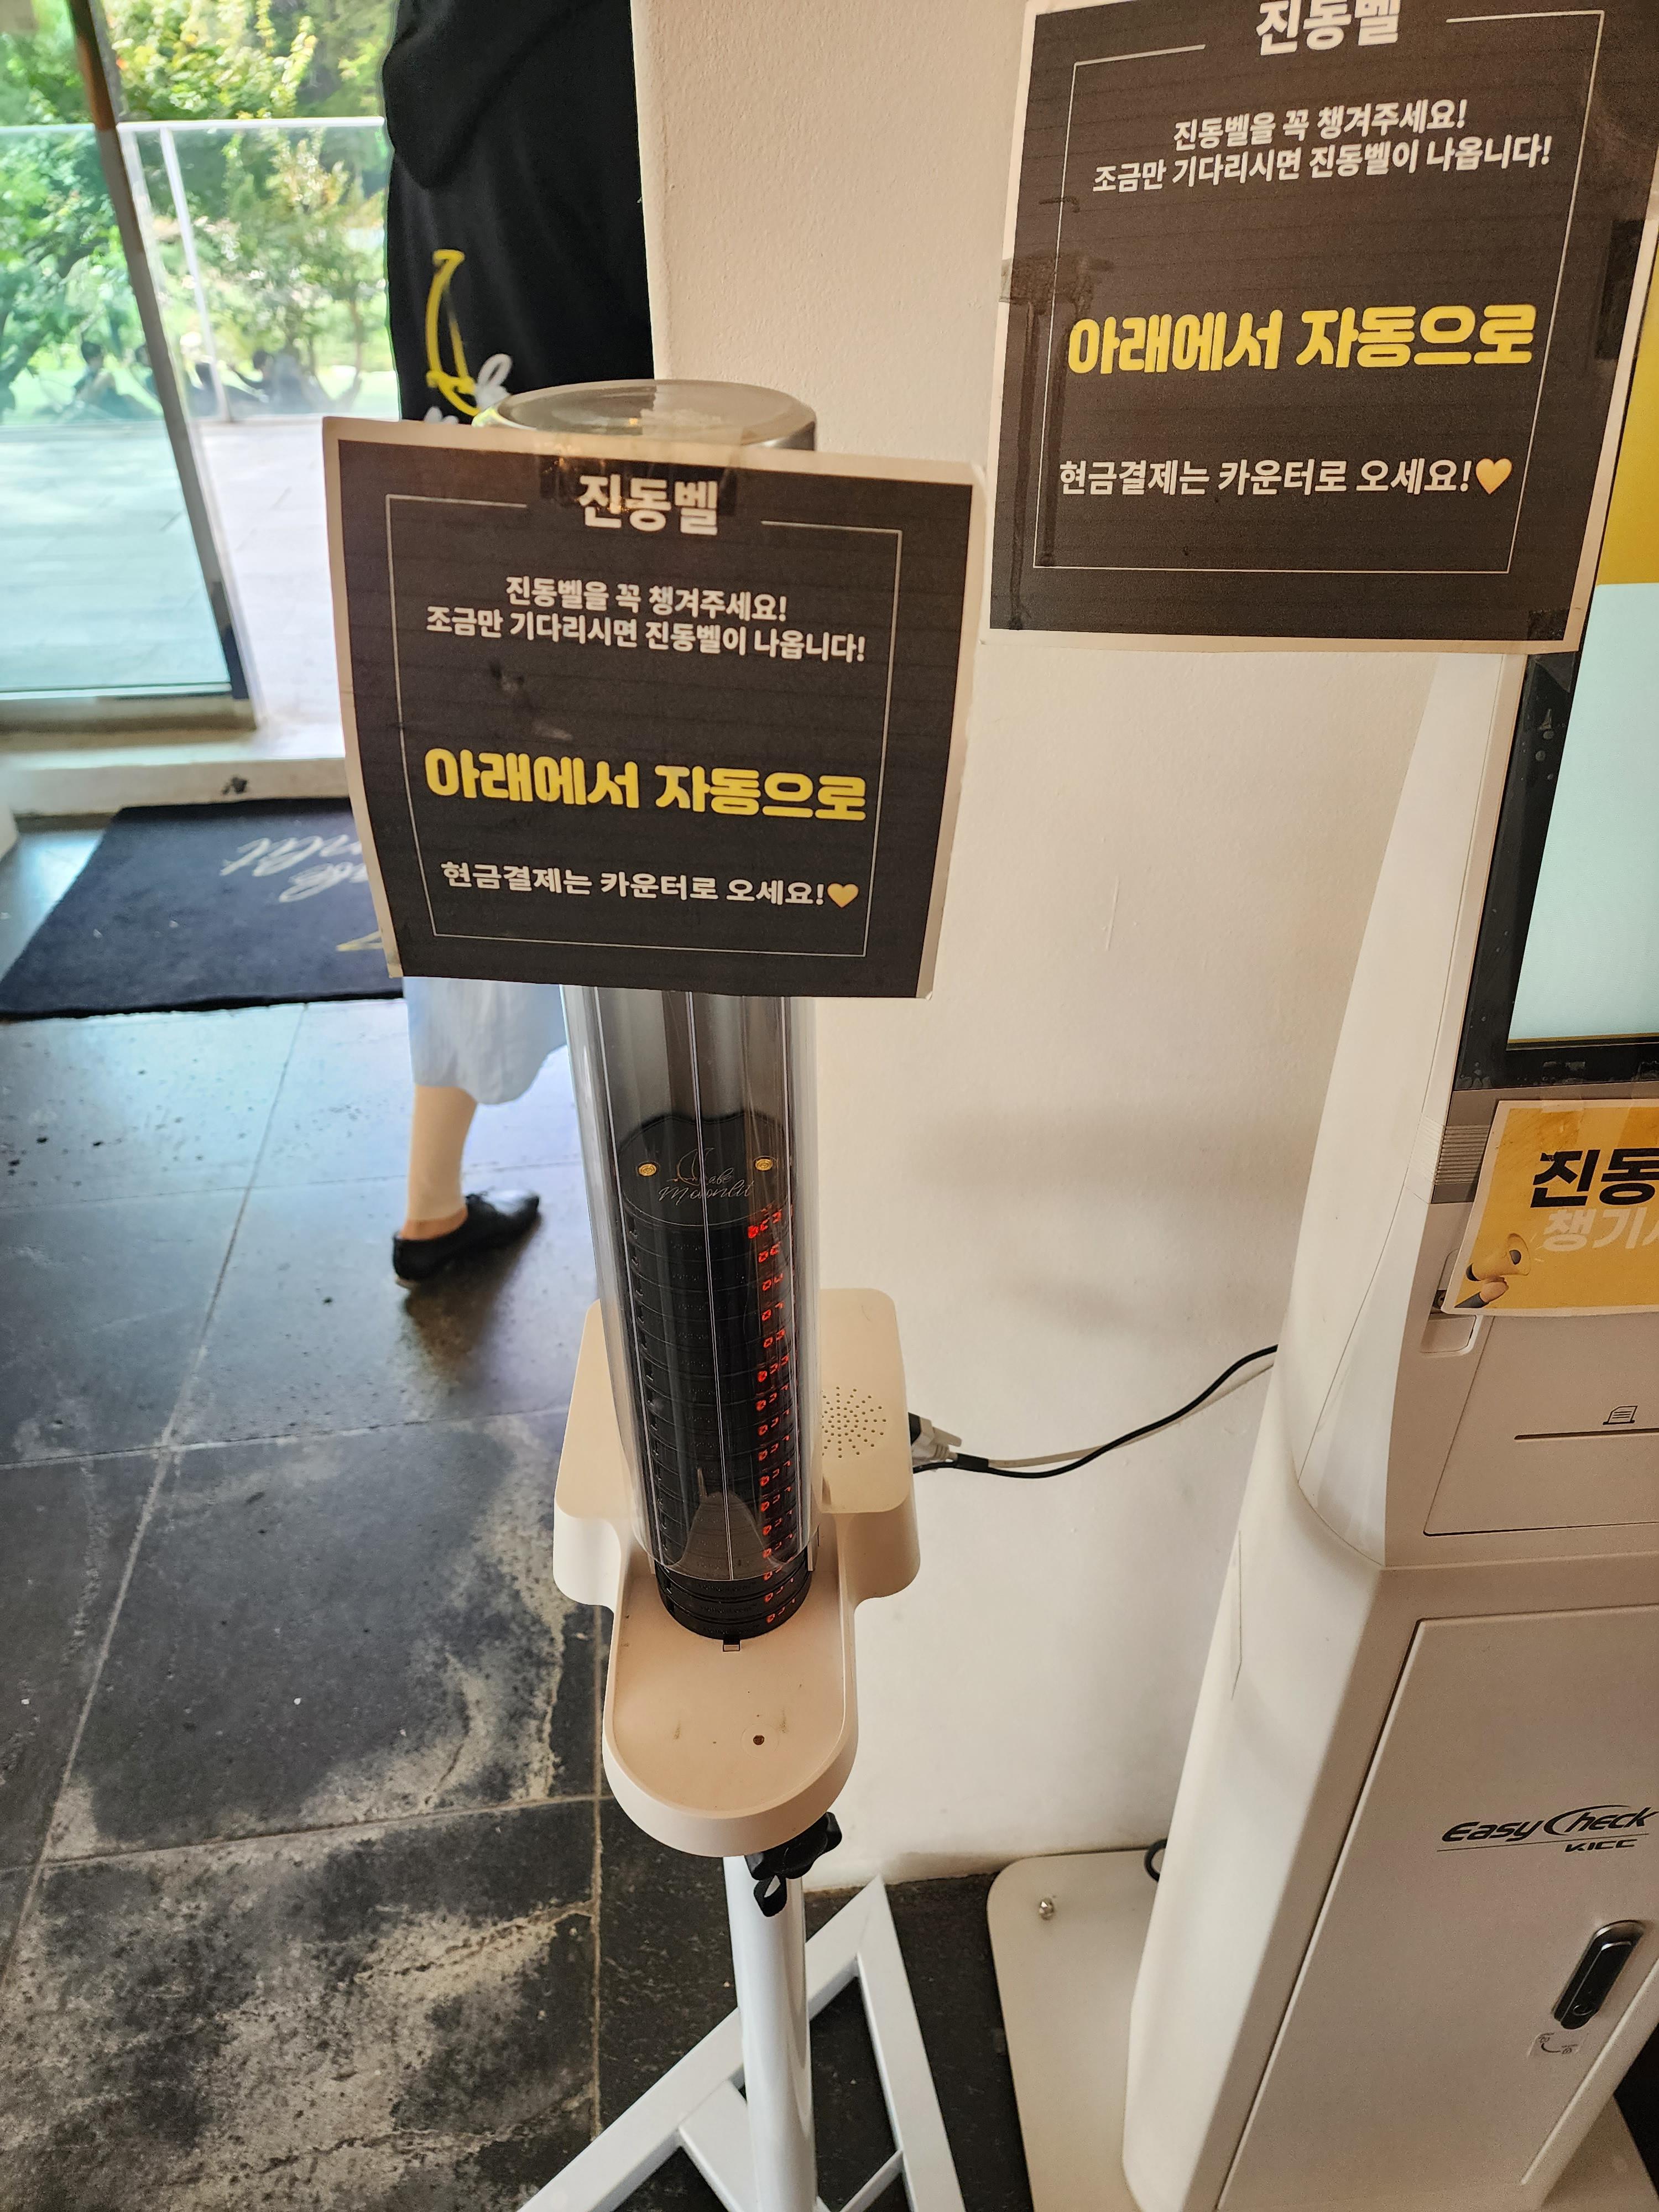 진동벨
진동벨을 꼭 챙겨주세요!
조금만 기다리시면 진동벨이 나옵니다!
아래에서 자동으로
현금결제는 카운터로 오세요!💛
진동벨
진동벨을 꼭 챙겨주세요!
조금만 기다리시면 진동벨이 나옵니다!
아래에서 자동으로
현금결제는 카운터로 오세요!💛
cafe
Moonlit
진동
챙기
EasyCheck
KICC